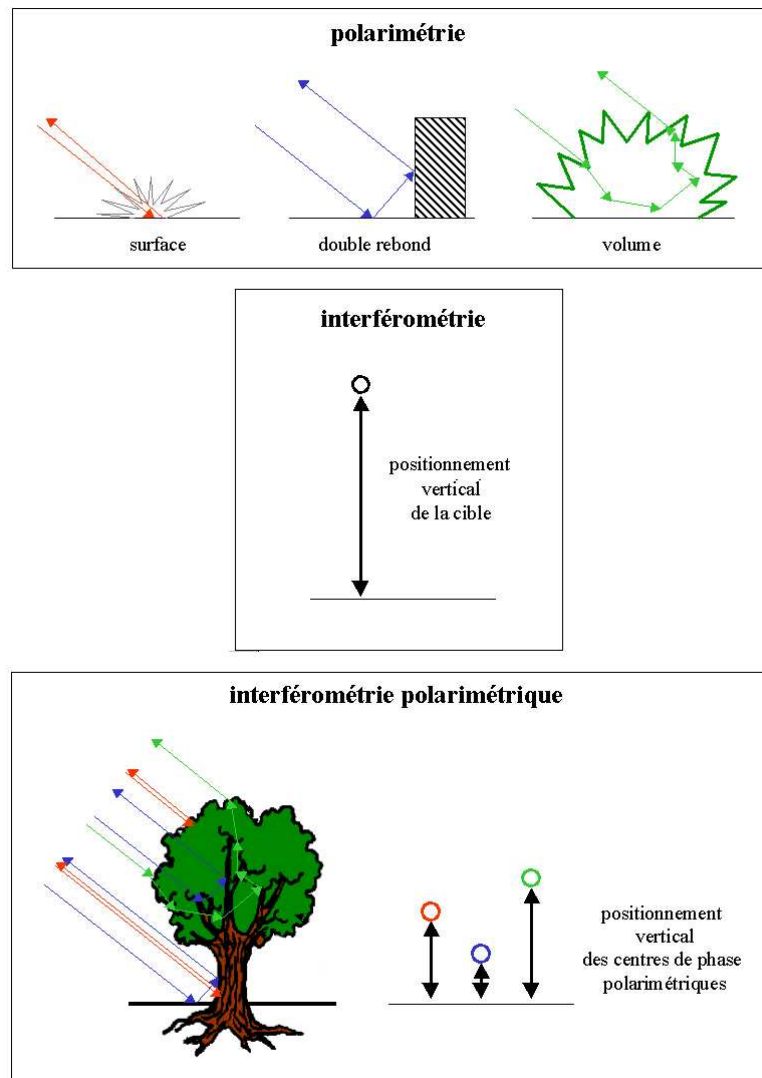 polarimétrie
surface
double rebond
volume
interférométrie
positionnement
vertical
de la cible
interférométrie polarimétrique
positionnement
vertical
des centres de phase
polarimétriques